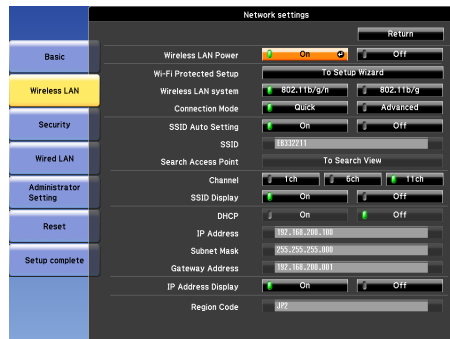 Network settings
Return
Basic
Wireless LAN
Security
Wired LAN
Administrator
Setting
Reset
Setup complete
Wireless LAN Power On Off
Wi-Fi Protected Setup To Setup Wizard
Wireless LAN system 802.11b/g/n 802.11b/g
Connection Mode Quick Advanced
SSID Auto Setting On Off
SSID EB332211
Search Access Point To Search View
Channel 1ch 6ch 11ch
SSID Display On Off
DHCP On Off
IP Address 192.168.200.100
Subnet Mask 255.255.255.000
Gateway Address 192.168.200.001
IP Address Display On Off
Region Code JP2